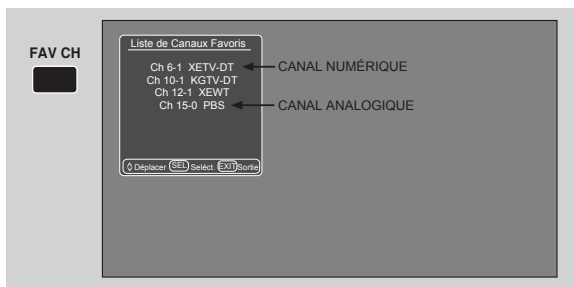 FAV CH
Liste de Canaux Favoris
Ch 6-1 XETV-DT
CANAL NUMÉRIQUE
Ch 10-1 KGTV-DT
Ch 12-1 XEWT
Ch 15-0 PBS
CANAL ANALOGIQUE
Déplacer SEL Seléct. EXIT Sortie